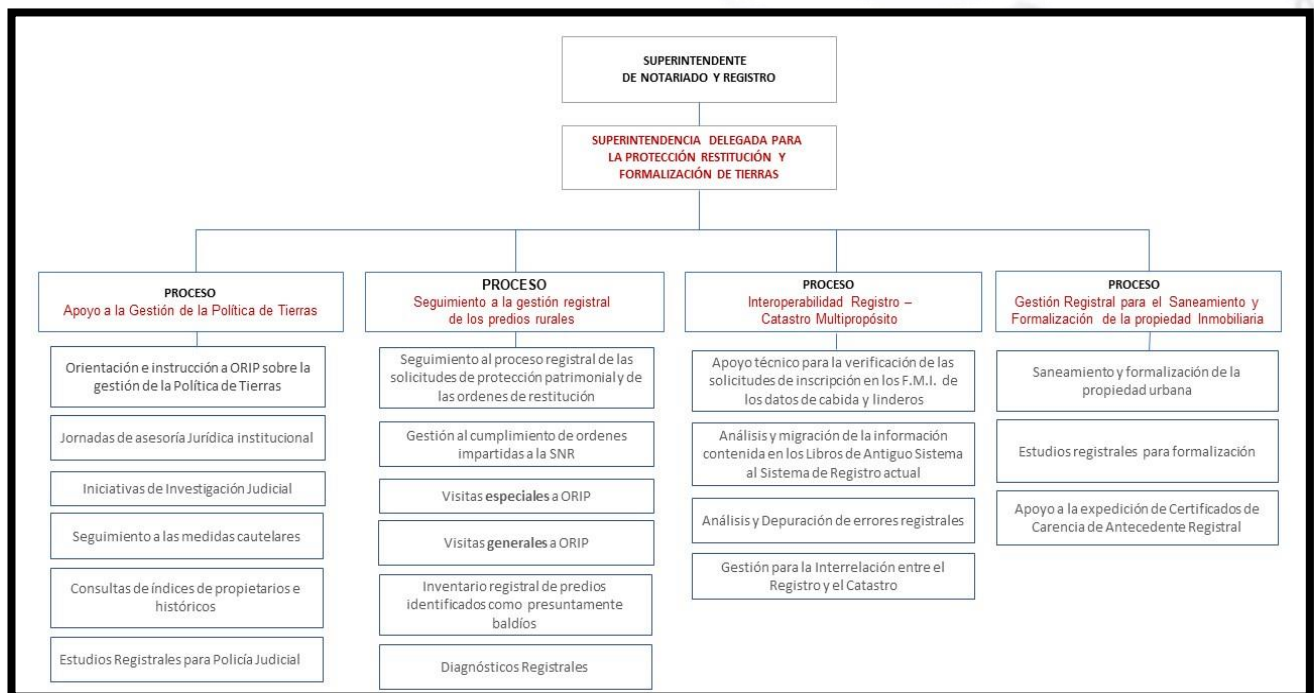 SUPERINTENDENTE
DE NOTARIADO Y REGISTRO
SUPERINTENDENCIA DELEGADA PARA
LA PROTECCIÓN RESTITUCIÓN Y
FORMALIZACIÓN DE TIERRAS
PROCESO
Apoyo a la Gestión de la Política de Tierras
Orientación e instrucción a ORIP sobre la
gestión de la Política de Tierras
Jornadas de asesoría Jurídica institucional
Iniciativas de Investigación Judicial
Seguimiento a las medidas cautelares
Consultas de índices de propietarios e
históricos
Estudios Registrales para Policía Judicial
PROCESO
Seguimiento a la gestión registral
de los predios rurales
Seguimiento al proceso registral de las
solicitudes de protección patrimonial y de
las ordenes de restitución
Gestión al cumplimiento de ordenes
impartidas a la SNR
Visitas especiales a ORIP
Visitas generales a ORIP
Inventario registral de predios
identificados como presuntamente
baldíos
Diagnósticos Registrales
PROCESO
Interoperabilidad Registro –
Catastro Multipropósito
Apoyo técnico para la verificación de las
solicitudes de inscripción en los F.M.I. de
los datos de cabida y linderos
Análisis y migración de la información
contenida en los Libros de Antiguo Sistema
al Sistema de Registro actual
Análisis y Depuración de errores registrales
Gestión para la Interrelación entre el
Registro y el Catastro
PROCESO
Gestión Registral para el Saneamiento y
Formalización de la propiedad Inmobiliaria
Saneamiento y formalización de la
propiedad urbana
Estudios registrales para formalización
Apoyo a la expedición de Certificados de
Carencia de Antecedente Registral